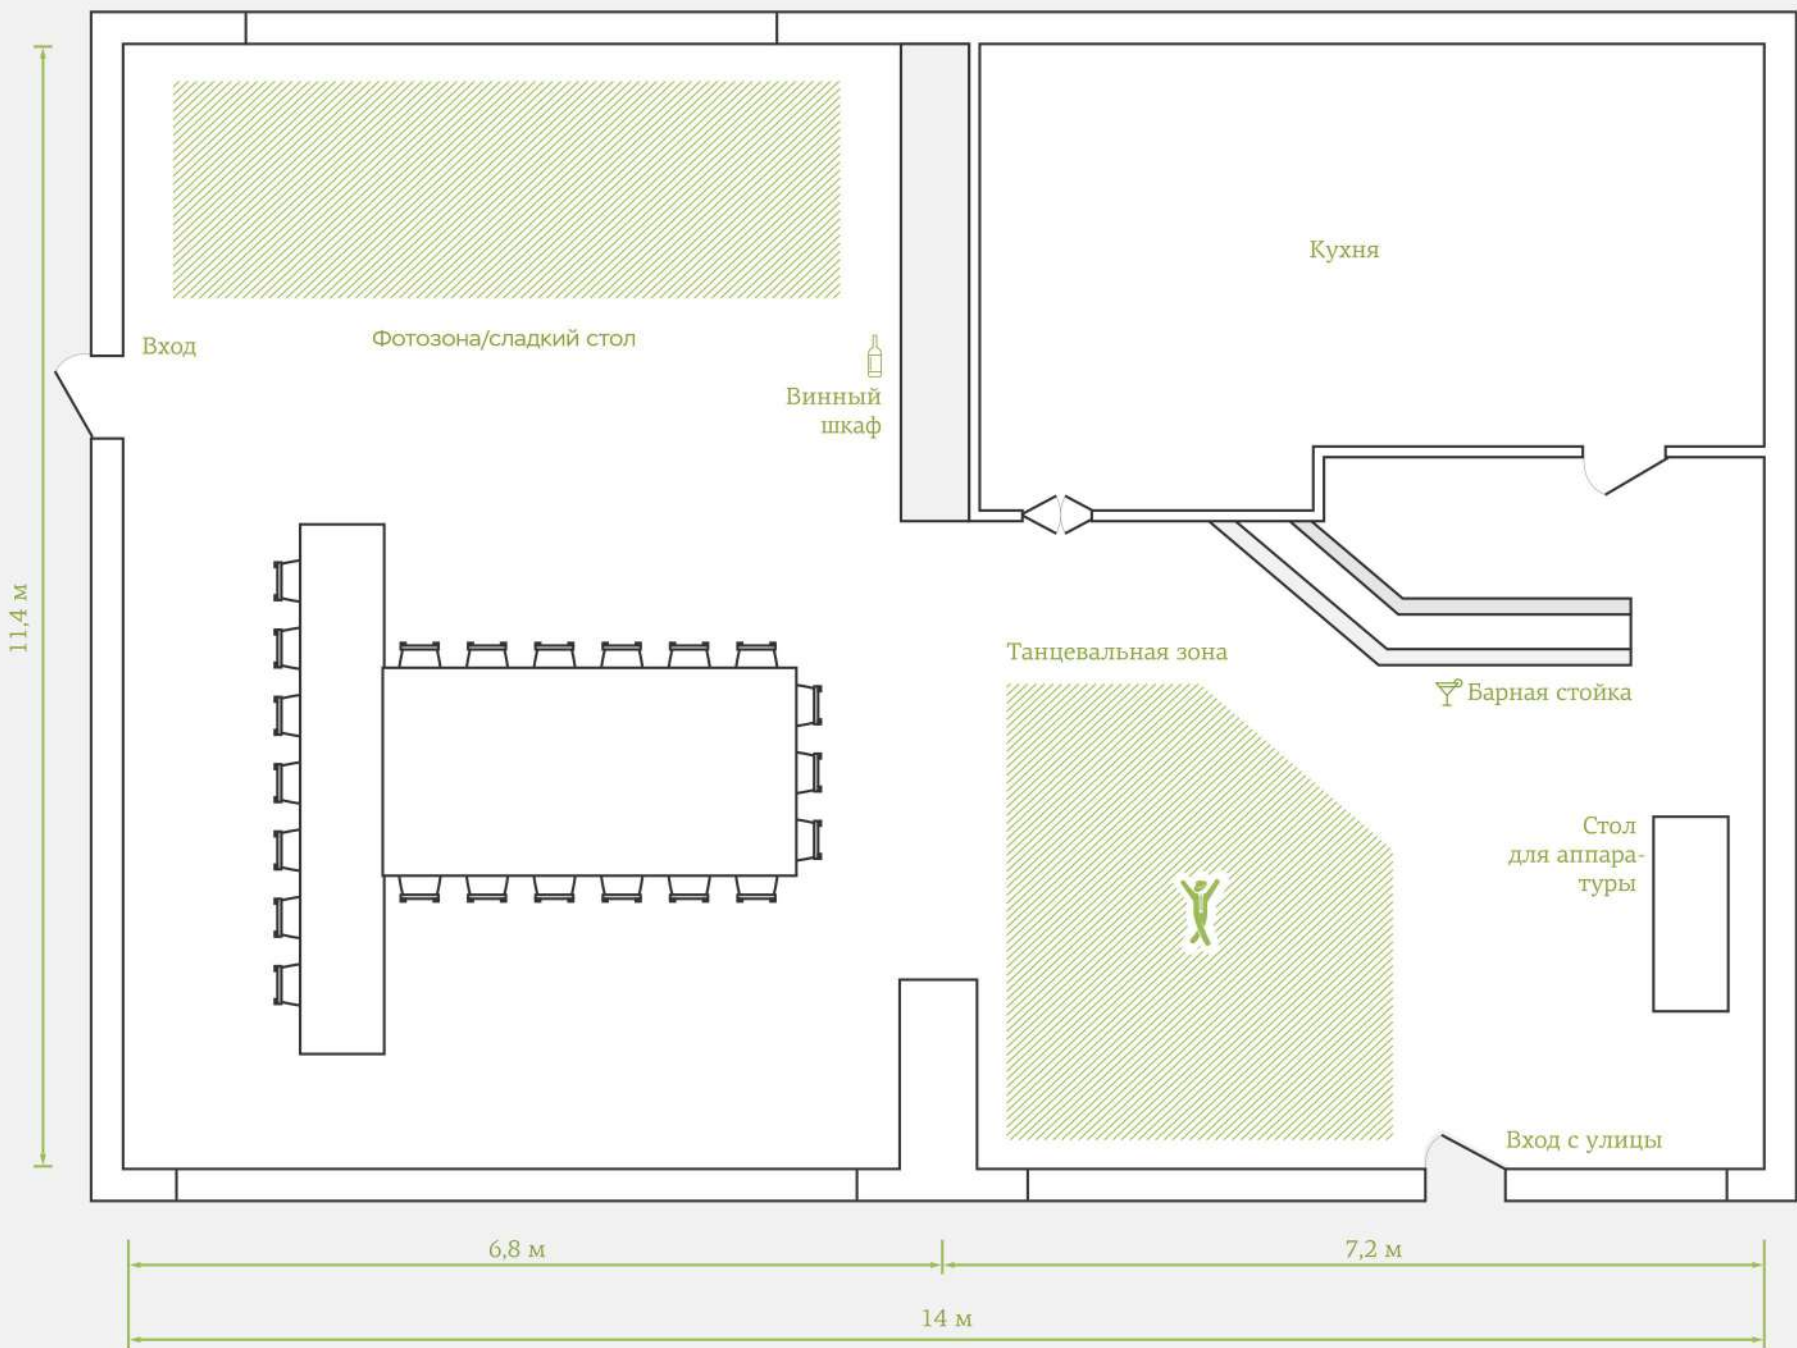 Кухня
Вход
Фотозона/сладкий стол
Винный
шкаф
11,4 м
Танцевальная зона
Барная стойка
Стол
для аппара-
туры
Вход с улицы
6,8 м
7,2 м
14 м